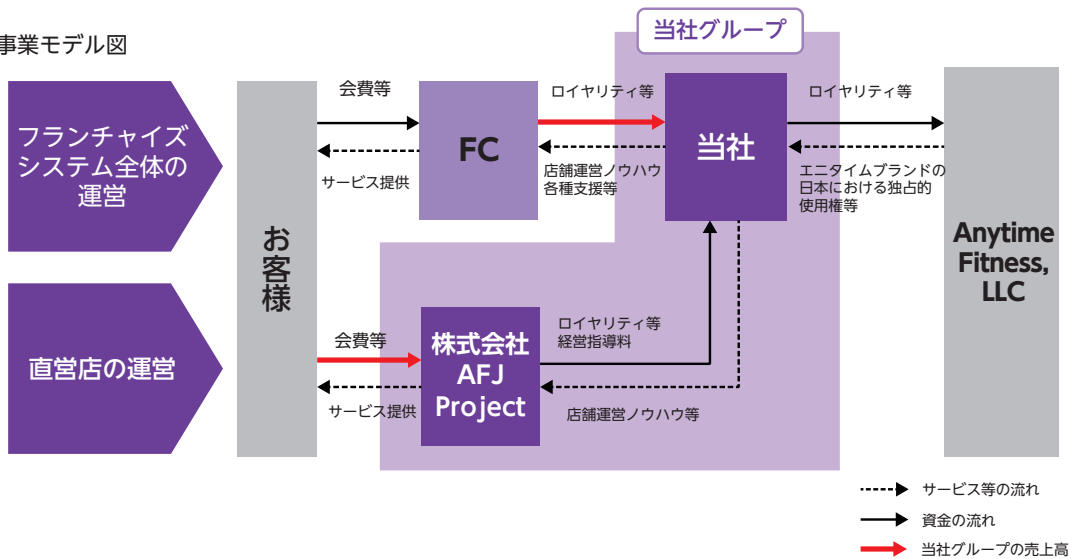 事業モデル図
当社グループ
フランチャイズ
システム全体の
運営
直営店の運営
お客様
会費等
サービス提供
FC
ロイヤリティ等
店舗運営ノウハウ
各種支援等
当社
ロイヤリティ等
エニタイムブランドの
日本における独占的
使用権等
Anytime
Fitness,
LLC
会費等
サービス提供
株式会社
AFJ
Project
ロイヤリティ等
経営指導料
店舗運営ノウハウ等
サービス等の流れ
資金の流れ
当社グループの売上高